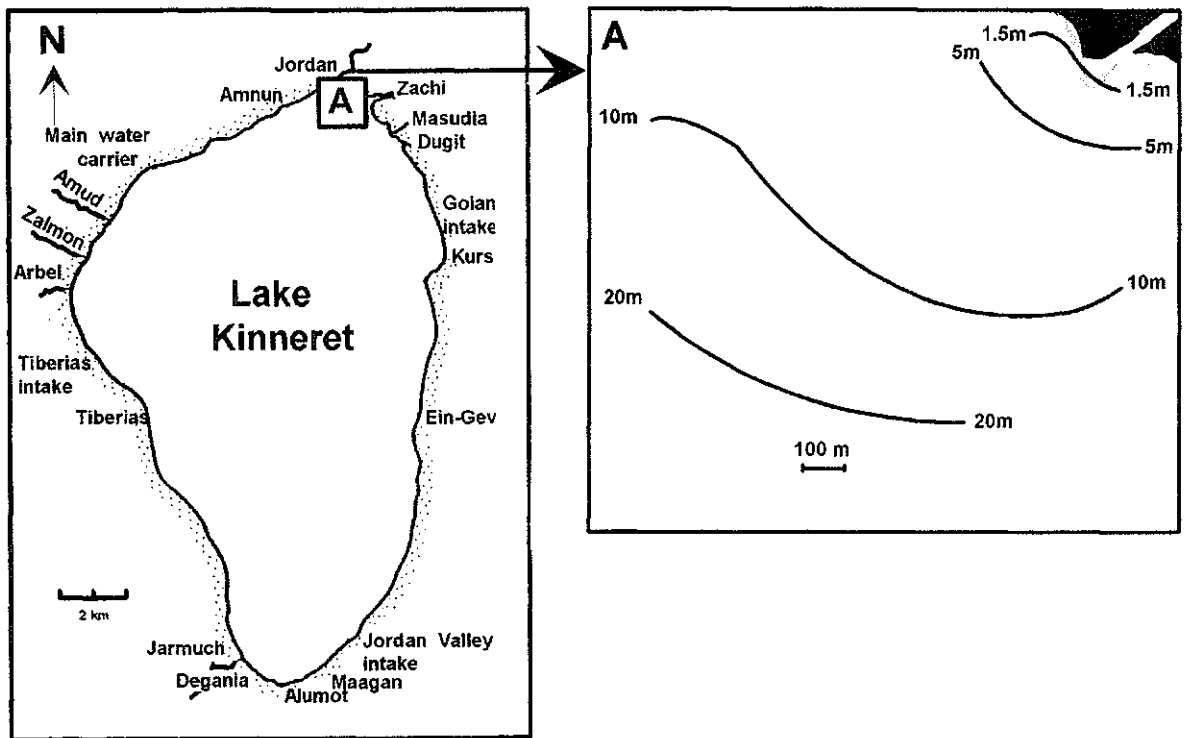 N
Jordan
Zachi
Amnun
A
Masudia
Dugit
Main water
carrier
Amud
Zalmon
Golan
intake
Kurs
Arbel
Lake
Kinneret
Tiberias
intake
Tiberias
Ein-Gev
2 km
Jarmuch
Jordan Valley
intake
Degania
Maagan
Alumot
A
1.5m
5m
1.5m
10m
5m
20m
10m
20m
100 m